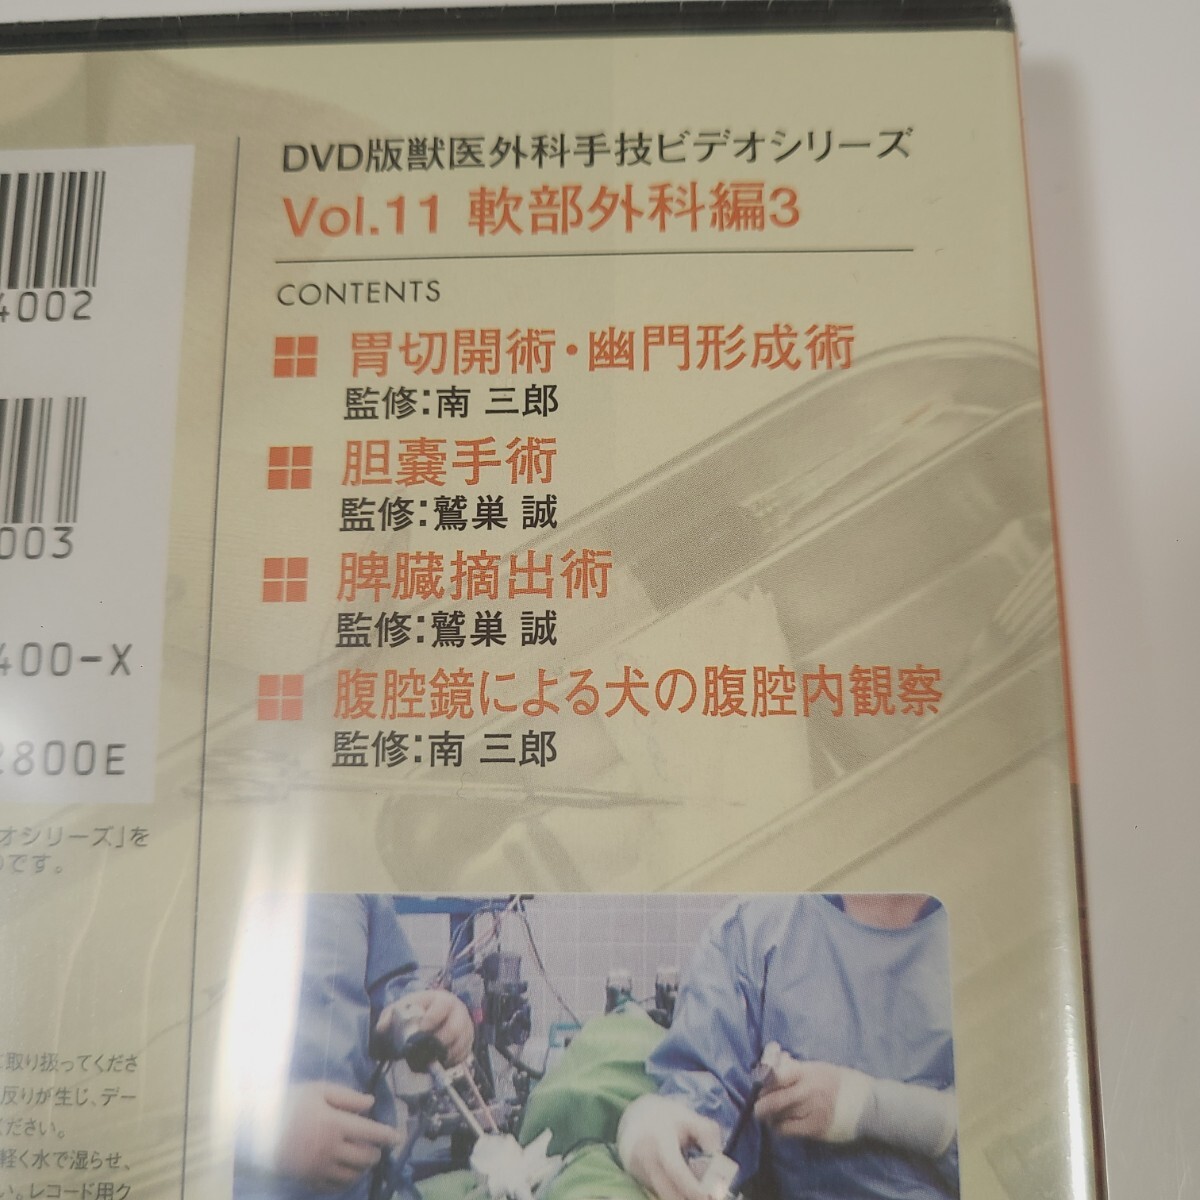 DVD版獣医外科手技ビデオシリーズ
Vol.11 軟部外科編3
CONTENTS
胃切開術・幽門形成術
監修:南 三郎
胆嚢手術
監修:鷲巣 誠
脾臓摘出術
監修:鷲巣 誠
腹腔鏡による犬の腹腔内観察
監修:南 三郎
4002
003
400-X
2800E
オシリーズ」を
のです。
取り扱ってくださ
反りが生じ、デー
ください。
軽く水で湿らせ、
い。レコード用ク